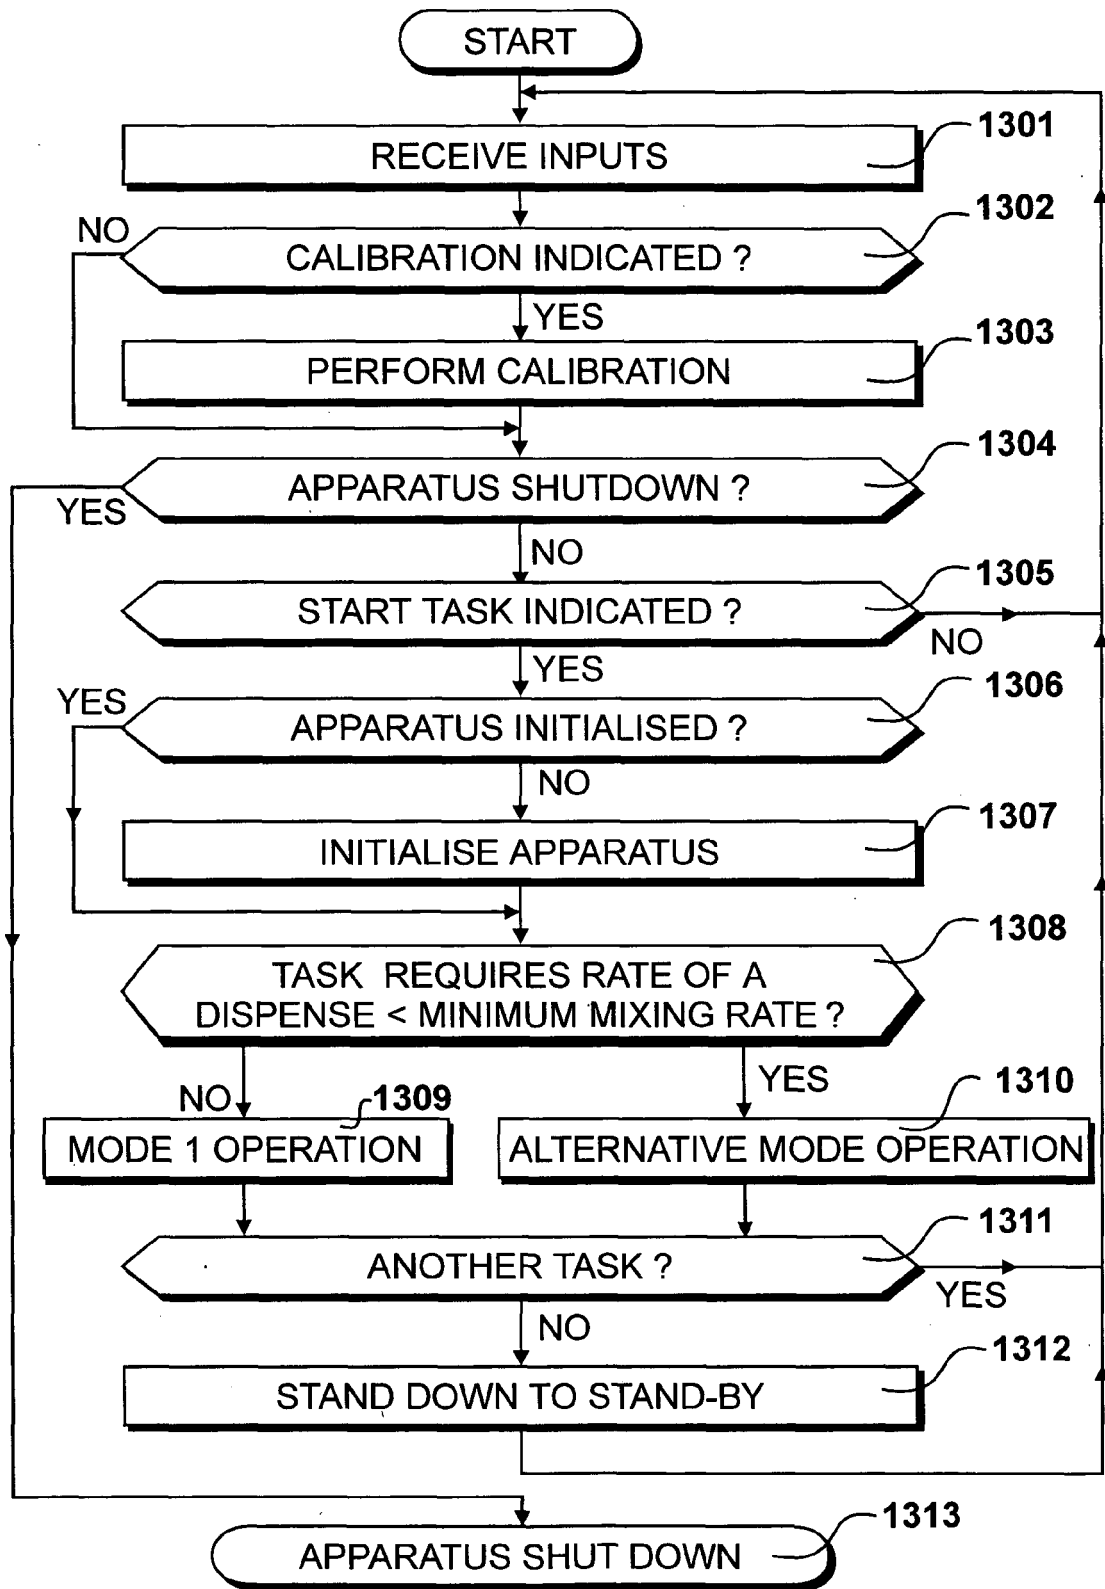 START
RECEIVE INPUTS
1301
NO
CALIBRATION INDICATED ?
1302
YES
PERFORM CALIBRATION
1303
APPARATUS SHUTDOWN ?
1304
YES
NO
START TASK INDICATED ?
1305
NO
YES
YES
APPARATUS INITIALISED ?
1306
NO
INITIALISE APPARATUS
1307
TASK REQUIRES RATE OF A
DISPENSE < MINIMUM MIXING RATE ?
1308
NO
YES
MODE 1 OPERATION
1309
ALTERNATIVE MODE OPERATION
1310
ANOTHER TASK ?
1311
YES
NO
STAND DOWN TO STAND-BY
1312
APPARATUS SHUT DOWN
1313